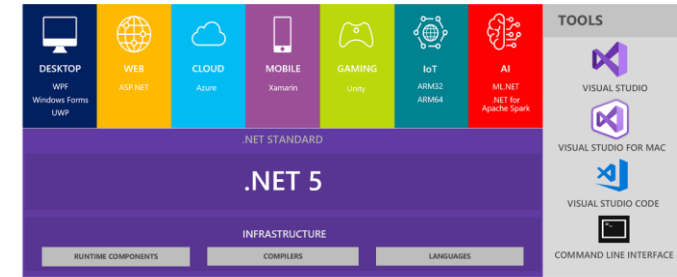 DESKTOP
WPF
Windows Forms
UWP
WEB
ASP.NET
CLOUD
Azure
MOBILE
Xamarin
GAMING
Unity
IoT
ARM32
ARM64
AI
ML.NET
.NET for
Apache Spark
.NET STANDARD
.NET 5
INFRASTRUCTURE
RUNTIME COMPONENTS
COMPILERS
LANGUAGES
TOOLS
VISUAL STUDIO
VISUAL STUDIO FOR MAC
VISUAL STUDIO CODE
COMMAND LINE INTERFACE